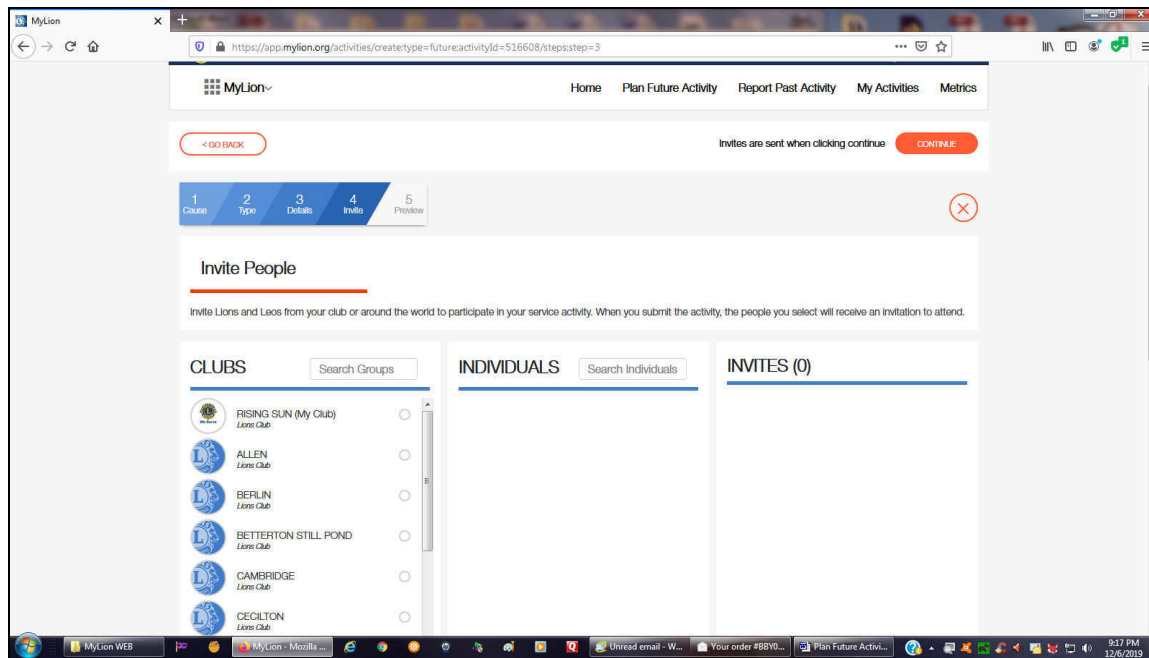 MyLion
https://app.mylion.org/activities/create:type=future:activityId=516608/steps:step=3
MyLion
Home Plan Future Activity Report Past Activity My Activities Metrics
< GO BACK
Invites are sent when clicking continue
CONTINUE
1 2 3 4 5
Cause Type Details Invite Preview
Invite People
Invite Lions and Leos from your club or around the world to participate in your service activity. When you submit the activity, the people you select will receive an invitation to attend.
CLUBS
Search Groups
INDIVIDUALS
Search Individuals
INVITES (0)
RISING SUN (My Club)
Lions Club
ALLEN
Lions Club
BERLIN
Lions Club
BETTERTON STILL POND
Lions Club
CAMBRIDGE
Lions Club
CECILTON
Lions Club
MyLion WEB
MyLion - Mozilla ...
Unread email - W...
Your order #BBY0...
Plan Future Activi...
9:17 PM
12/6/2019